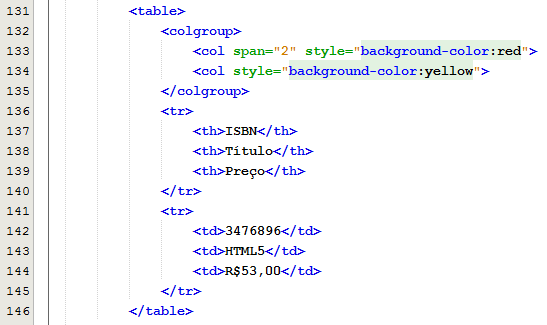 131 <table>
132 <colgroup>
133 <col span="2" style="background-color:red">
134 <col style="background-color:yellow">
135 </colgroup>
136 <tr>
137 <th>ISBN</th>
138 <th>Título</th>
139 <th>Preço</th>
140 </tr>
141 <tr>
142 <td>3476896</td>
143 <td>HTML5</td>
144 <td>R$53,00</td>
145 </tr>
146 </table>